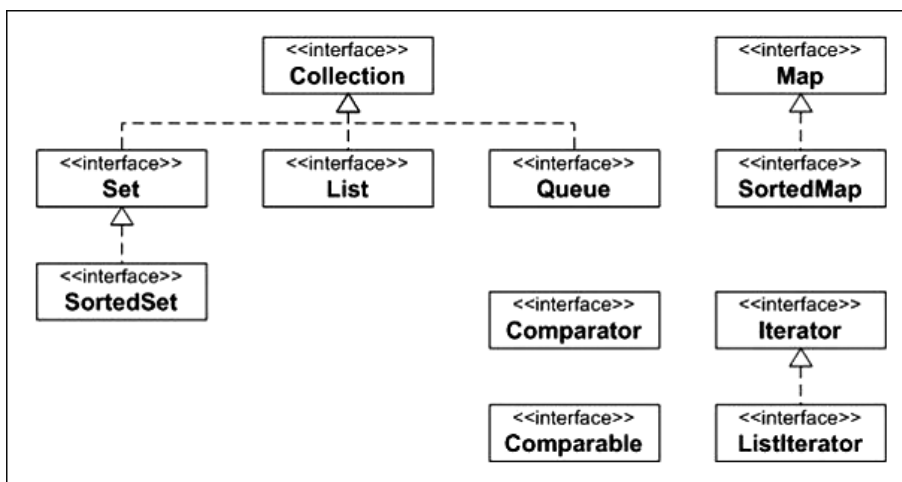 <<interface>>
Collection
<<interface>>
Map
<<interface>>
Set
<<interface>>
List
<<interface>>
Queue
<<interface>>
SortedMap
<<interface>>
SortedSet
<<interface>>
Comparator
<<interface>>
Iterator
<<interface>>
Comparable
<<interface>>
ListIterator